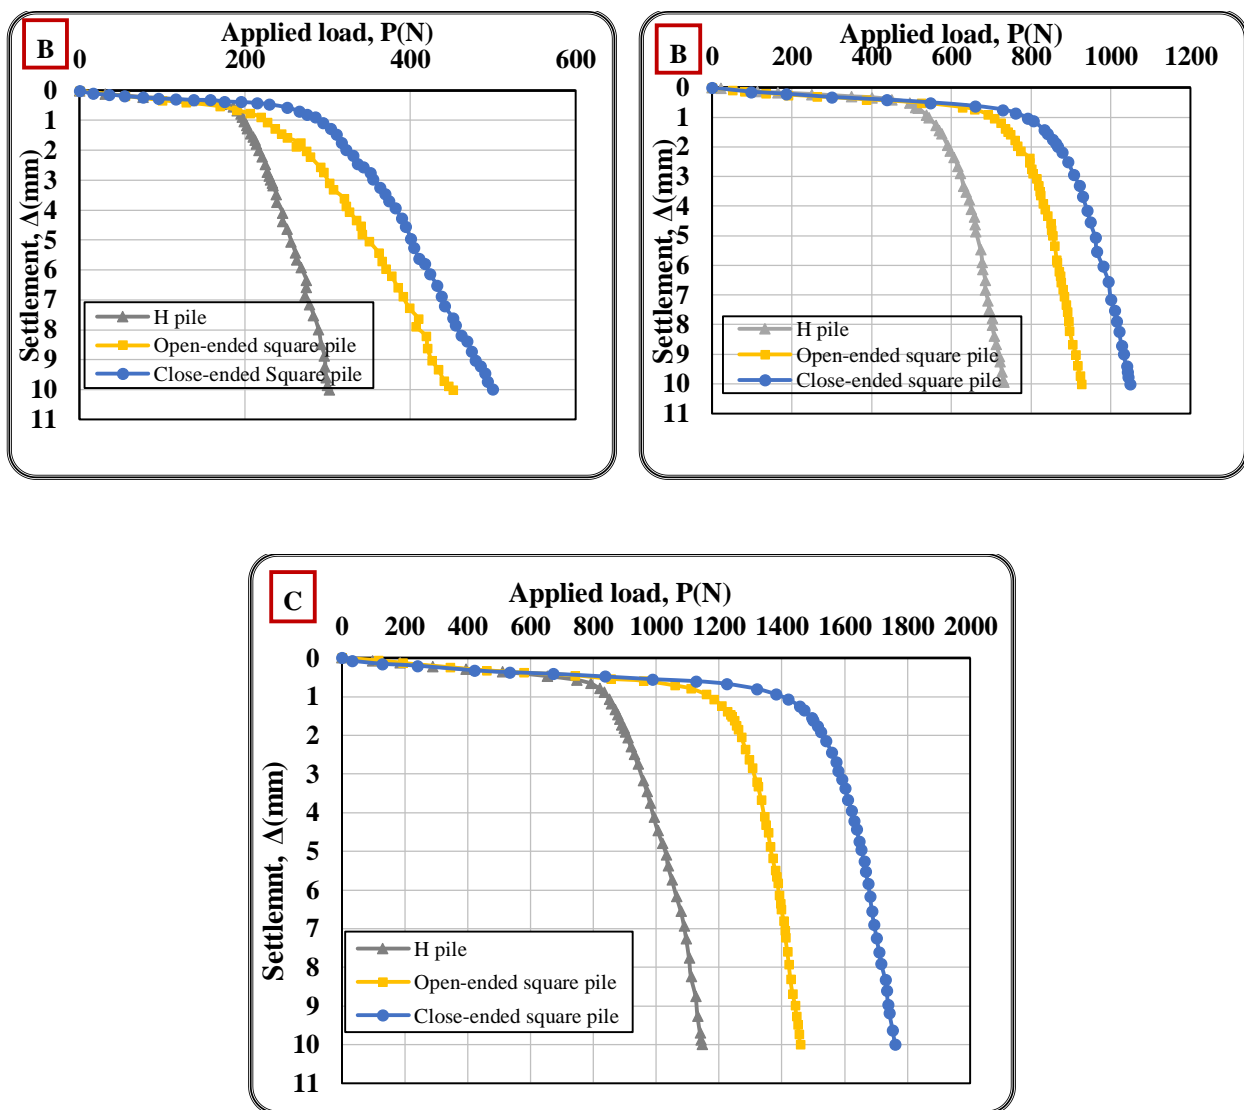 B
Applied load, P(N)
0 200 400 600
0
1
2
3
4
5
6
7
8
9
10
11
Settlement, Δ(mm)
H pile
Open-ended square pile
Close-ended Square pile
B
Applied load, P(N)
0 200 400 600 800 1000 1200
0
1
2
3
4
5
6
7
8
9
10
11
Settlement, Δ(mm)
H pile
Open-ended square pile
Close-ended square pile
C
Applied load, P(N)
0 200 400 600 800 1000 1200 1400 1600 1800 2000
0
1
2
3
4
5
6
7
8
9
10
11
Settlemnt, Δ(mm)
H pile
Open-ended square pile
Close-ended square pile